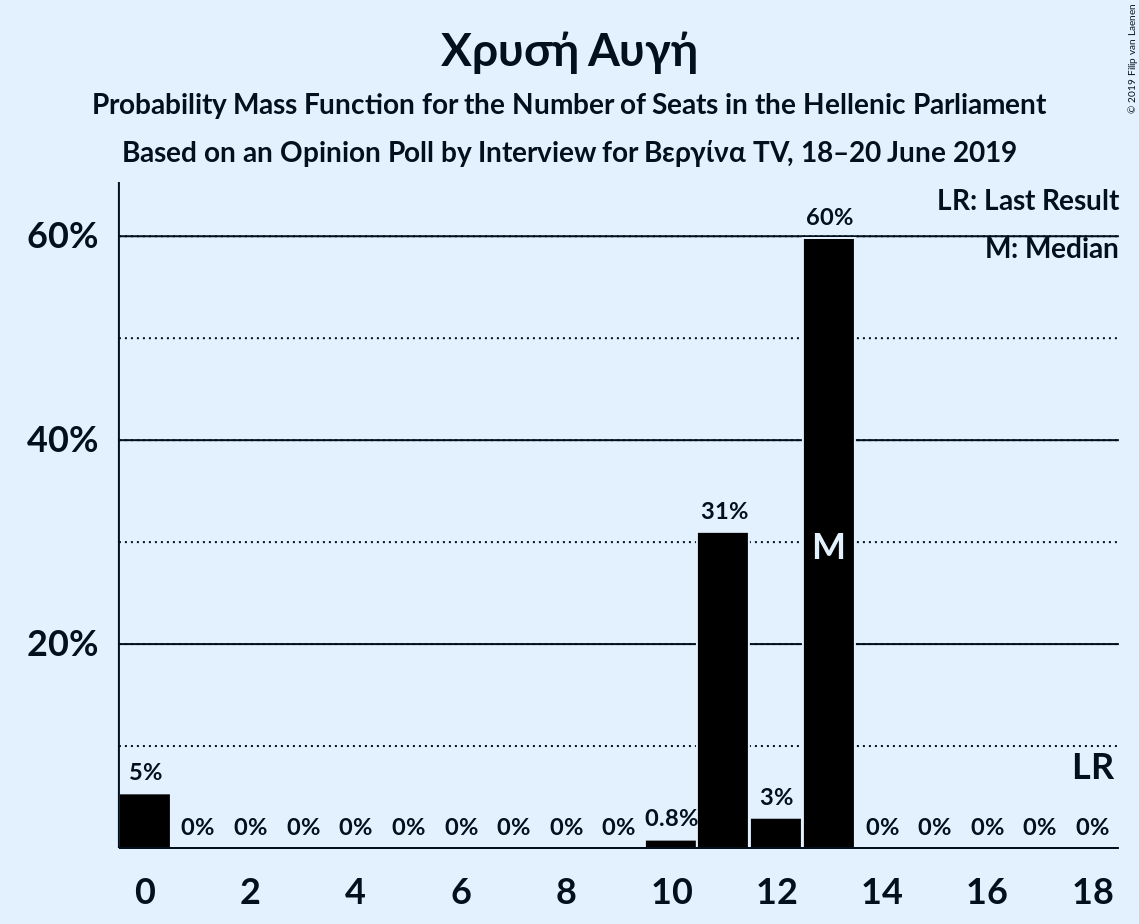 Χρυσή Αυγή
Probability Mass Function for the Number of Seats in the Hellenic Parliament
Based on an Opinion Poll by Interview for Βεργίνα TV, 18–20 June 2019
© 2019 Filip van Laenen
LR: Last Result
M: Median
60%
40%
20%
5%
0%
0%
0%
0%
0%
0%
0%
0%
0%
0.8%
31%
3%
60%
M
0%
0%
0%
0%
0%
LR
0 2 4 6 8 10 12 14 16 18